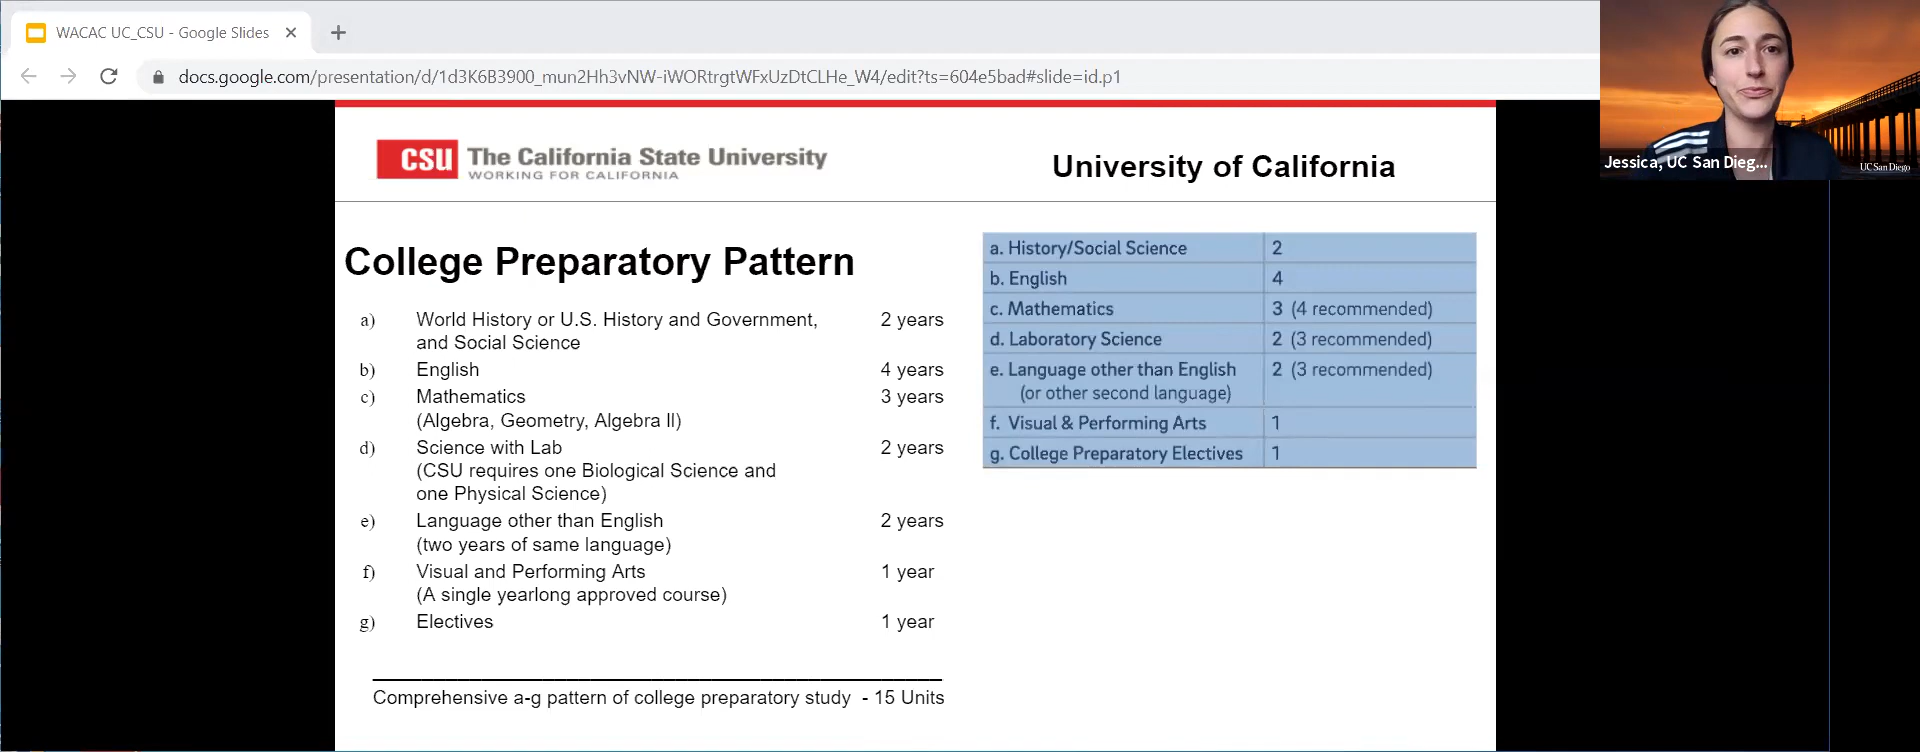 WACAC UC_CSU - Google Slides
docs.google.com/presentation/d/1d3K6B3900_mun2Hh3vNW-iWORtrgtWFxUzDtCLHe_W4/edit?ts=604e5bad#slide=id.p1
Jessica, UC San Dieg...
UC San Diego
CSU The California State University
WORKING FOR CALIFORNIA
University of California
College Preparatory Pattern
a) World History or U.S. History and Government, 2 years
and Social Science
b) English 4 years
c) Mathematics 3 years
(Algebra, Geometry, Algebra II)
d) Science with Lab 2 years
(CSU requires one Biological Science and
one Physical Science)
e) Language other than English 2 years
(two years of same language)
f) Visual and Performing Arts 1 year
(A single yearlong approved course)
g) Electives 1 year
Comprehensive a-g pattern of college preparatory study - 15 Units
a. History/Social Science 2
b. English 4
c. Mathematics 3 (4 recommended)
d. Laboratory Science 2 (3 recommended)
e. Language other than English 2 (3 recommended)
(or other second language)
f. Visual & Performing Arts 1
g. College Preparatory Electives 1